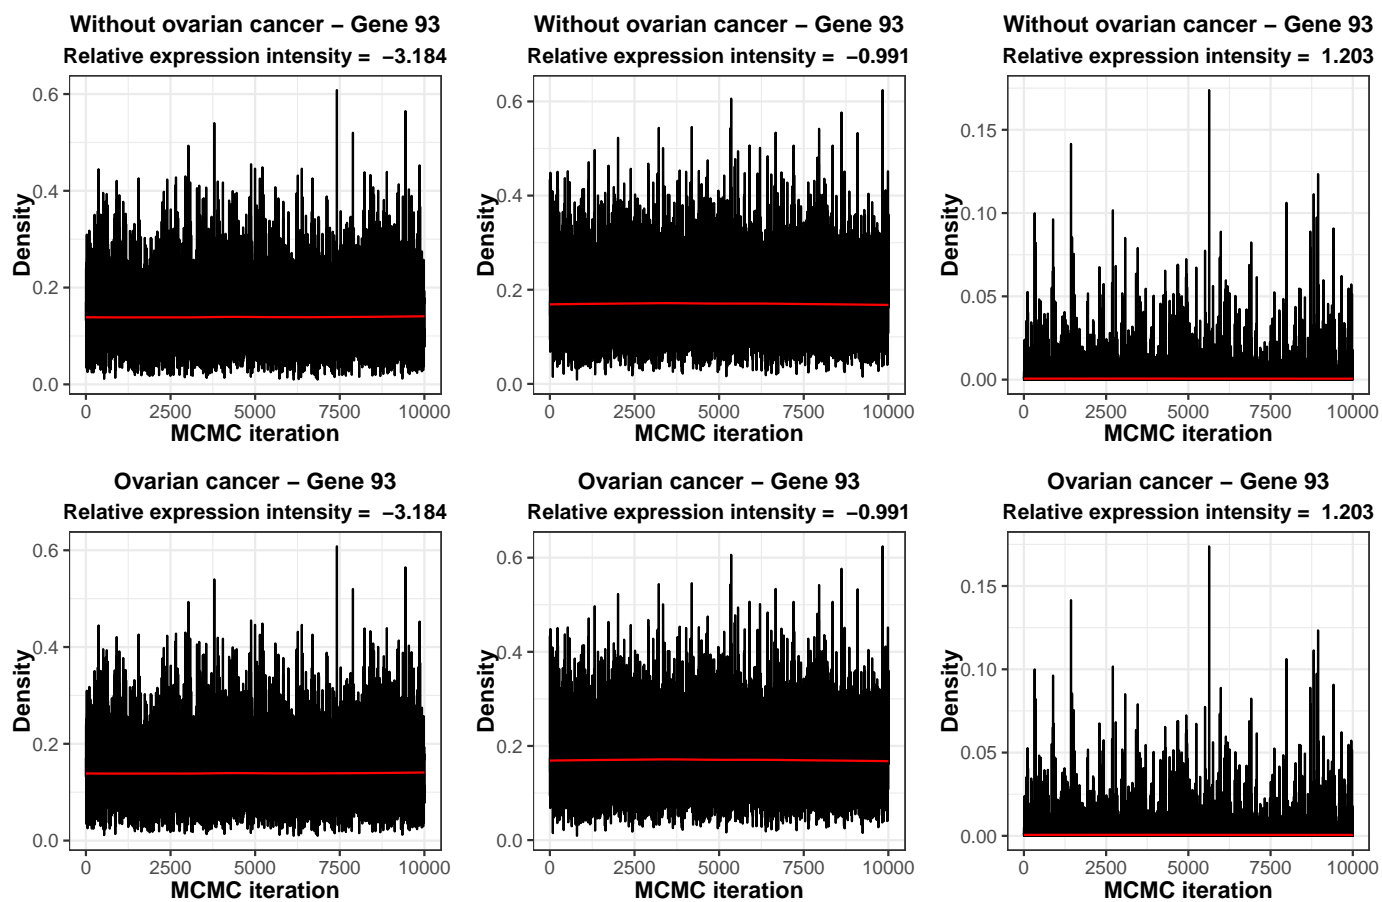 Without ovarian cancer – Gene 93
Relative expression intensity = −3.184
Density
0.6
0.4
0.2
0.0
0 2500 5000 7500 10000
MCMC iteration
Without ovarian cancer – Gene 93
Relative expression intensity = −0.991
Density
0.6
0.4
0.2
0.0
0 2500 5000 7500 10000
MCMC iteration
Without ovarian cancer – Gene 93
Relative expression intensity = 1.203
Density
0.15
0.10
0.05
0.00
0 2500 5000 7500 10000
MCMC iteration
Ovarian cancer – Gene 93
Relative expression intensity = −3.184
Density
0.6
0.4
0.2
0.0
0 2500 5000 7500 10000
MCMC iteration
Ovarian cancer – Gene 93
Relative expression intensity = −0.991
Density
0.6
0.4
0.2
0.0
0 2500 5000 7500 10000
MCMC iteration
Ovarian cancer – Gene 93
Relative expression intensity = 1.203
Density
0.15
0.10
0.05
0.00
0 2500 5000 7500 10000
MCMC iteration